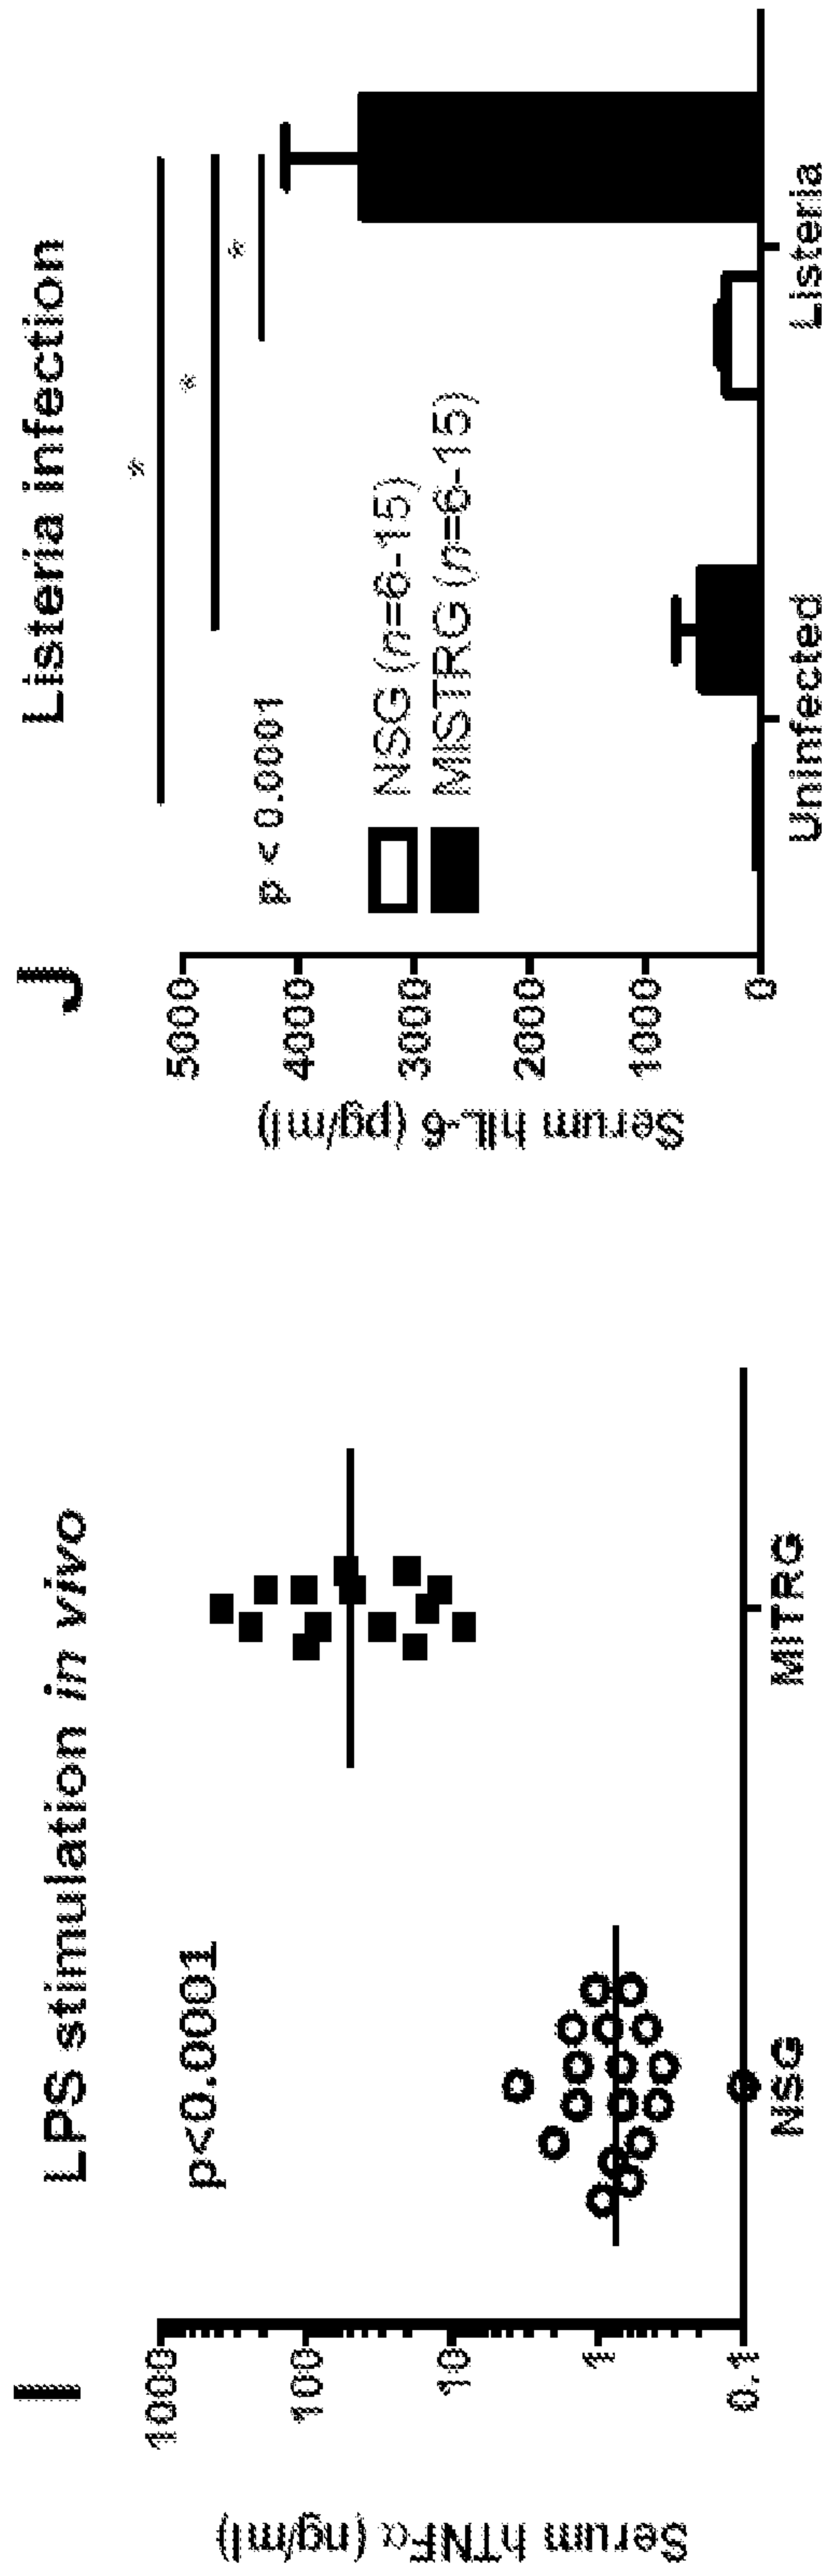 I
LPS stimulation in vivo
Serum hTNFα (ng/ml)
1000
100
10
1
0.1
p<0.0001
NSG
MITRG
J
Listeria infection
Serum hIL-6 (pg/ml)
5000
4000
3000
2000
1000
0
*
*
*
p < 0.0001
NSG (n=6-15)
MISTRG (n=6-15)
Uninfected
Listeria